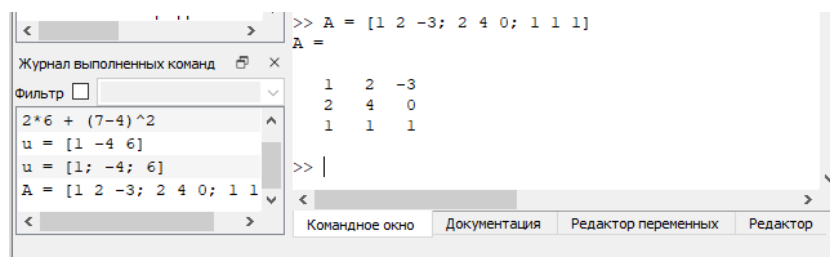 Журнал выполненных команд
Фильтр
2*6 + (7-4)^2
u = [1 -4 6]
u = [1; -4; 6]
A = [1 2 -3; 2 4 0; 1 1
>> A = [1 2 -3; 2 4 0; 1 1 1]
A =
1 2 -3
2 4 0
1 1 1
>>
Командное окно Документация Редактор переменных Редактор